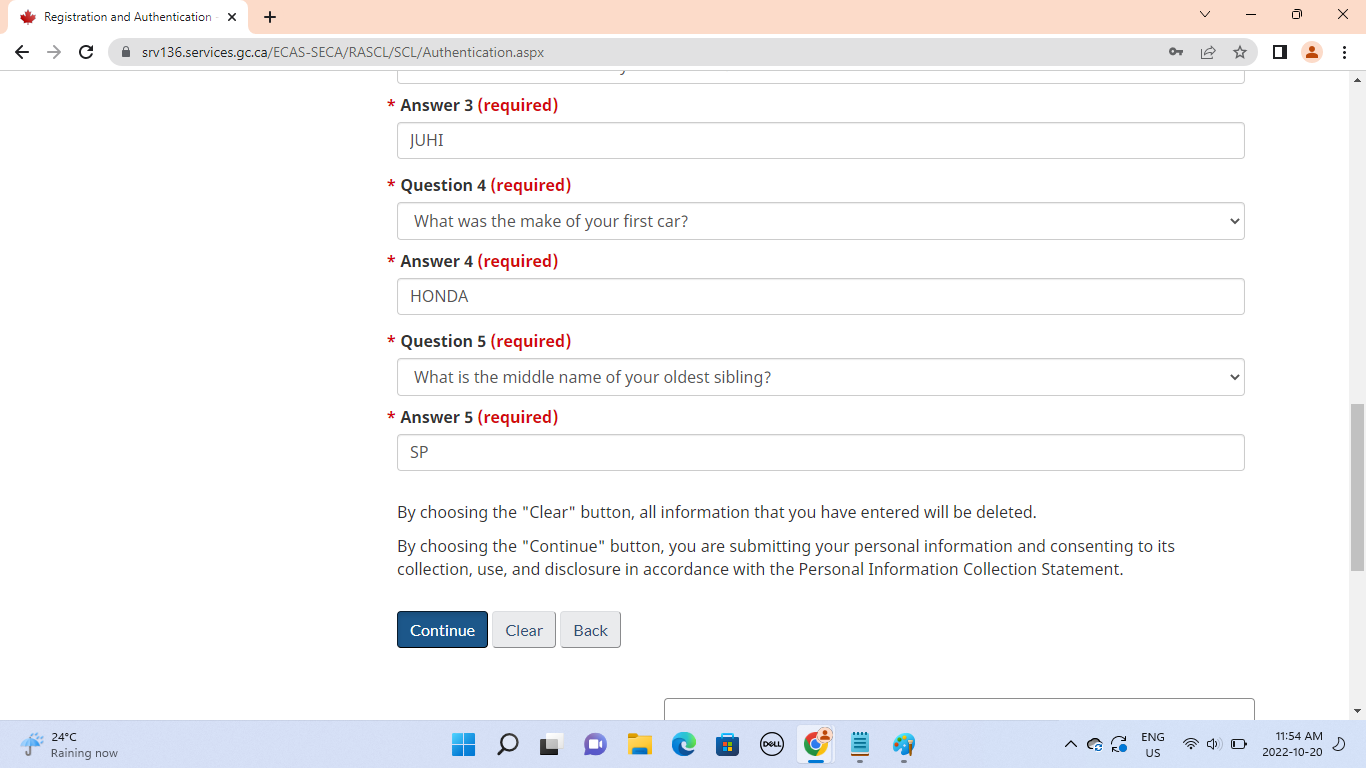 Registration and Authentication
srv136.services.gc.ca/ECAS-SECA/RASCL/SCL/Authentication.aspx
* Answer 3 (required)
JUHI
* Question 4 (required)
What was the make of your first car?
* Answer 4 (required)
HONDA
* Question 5 (required)
What is the middle name of your oldest sibling?
* Answer 5 (required)
SP
By choosing the "Clear" button, all information that you have entered will be deleted.
By choosing the "Continue" button, you are submitting your personal information and consenting to its
collection, use, and disclosure in accordance with the Personal Information Collection Statement.
Continue Clear Back
24°C
Raining now
DELL
ENG
US
11:54 AM
2022-10-20